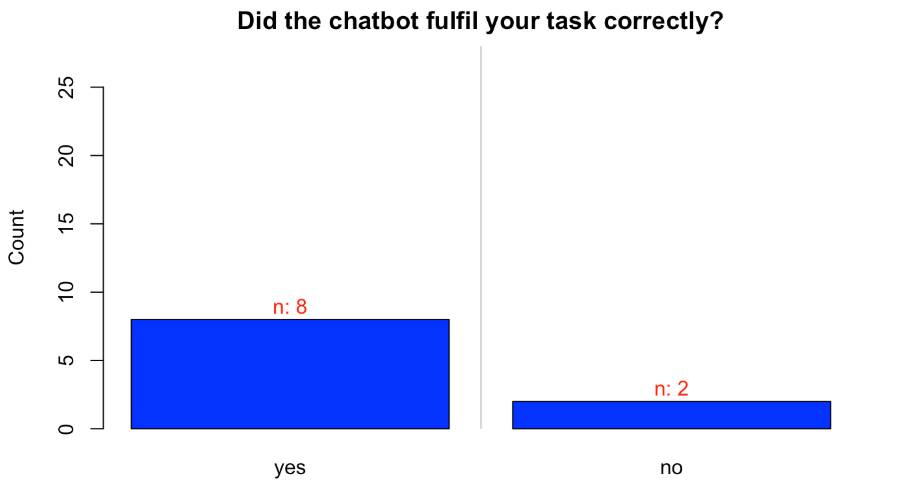 Did the chatbot fulfil your task correctly?
25
20
15
10
5
0
Count
n: 8
n: 2
yes
no